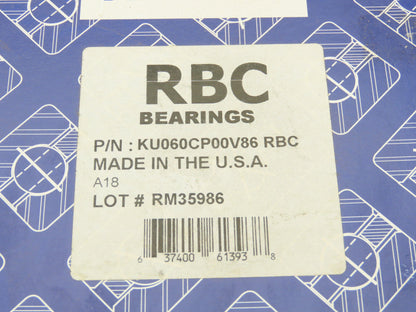 RBC
BEARINGS
P/N : KU060CP00V86 RBC
MADE IN THE U.S.A.
A18
LOT # RM35986
6 37400 61393 8